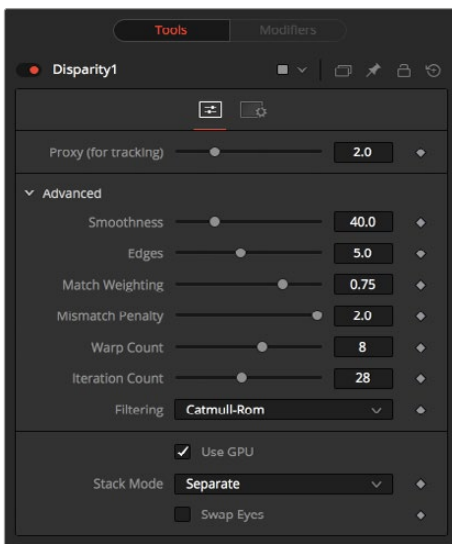 Tools Modifiers
Disparity1
Proxy (for tracking) 2.0
Advanced
Smoothness 40.0
Edges 5.0
Match Weighting 0.75
Mismatch Penalty 2.0
Warp Count 8
Iteration Count 28
Filtering Catmull-Rom
Use GPU
Stack Mode Separate
Swap Eyes